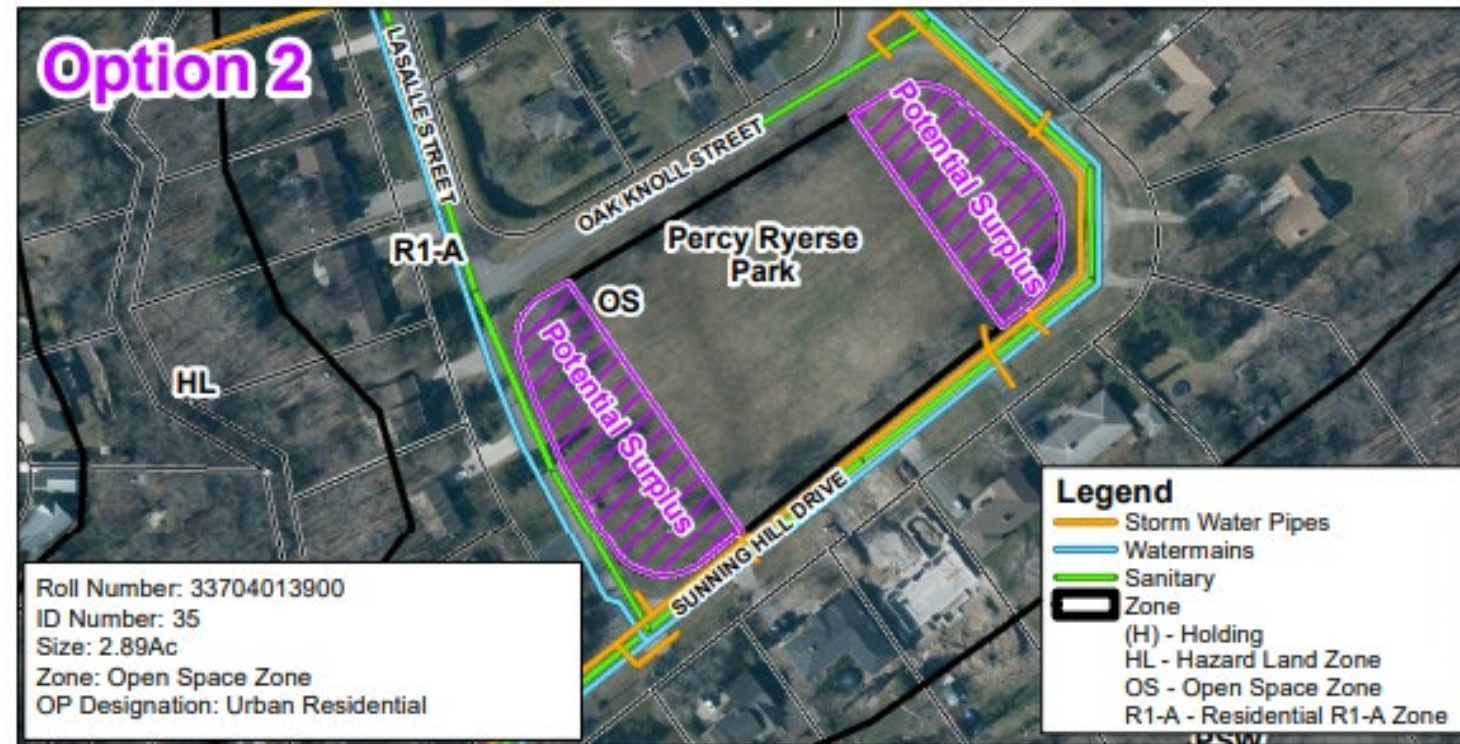 Option 2
LASALLE STREET
OAK KNOLL STREET
Potential Surplus
Percy Ryerse
Park
R1-A
OS
HL
Potential Surplus
SUNNING HILL DRIVE
Roll Number: 33704013900
ID Number: 35
Size: 2.89Ac
Zone: Open Space Zone
OP Designation: Urban Residential
Legend
Storm Water Pipes
Watermains
Sanitary
Zone
(H) - Holding
HL - Hazard Land Zone
OS - Open Space Zone
R1-A - Residential R1-A Zone
PSW